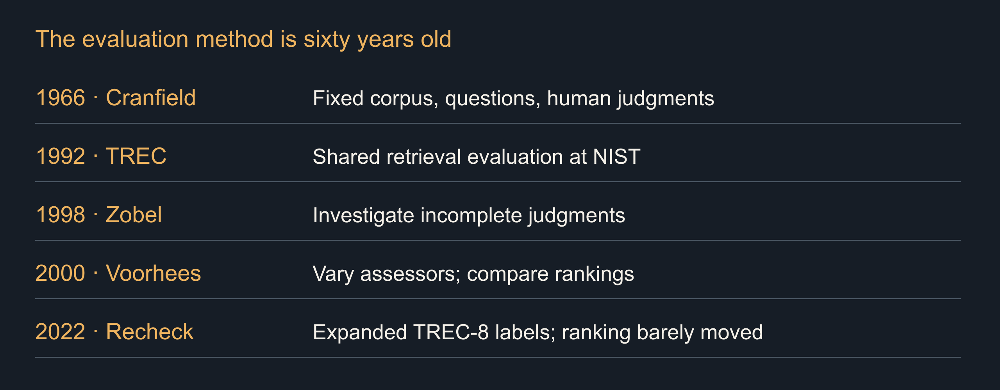 The evaluation method is sixty years old
1966 · Cranfield Fixed corpus, questions, human judgments
1992 · TREC Shared retrieval evaluation at NIST
1998 · Zobel Investigate incomplete judgments
2000 · Voorhees Vary assessors; compare rankings
2022 · Recheck Expanded TREC-8 labels; ranking barely moved